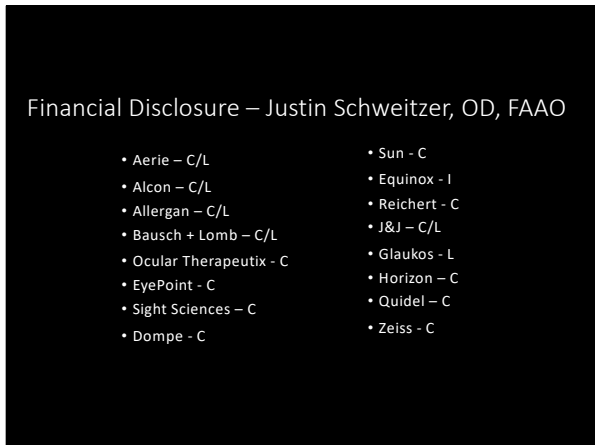 Financial Disclosure – Justin Schweitzer, OD, FAAO
• Aerie – C/L
• Alcon – C/L
• Allergan – C/L
• Bausch + Lomb – C/L
• Ocular Therapeutix - C
• EyePoint - C
• Sight Sciences – C
• Dompe - C
• Sun - C
• Equinox - I
• Reichert - C
• J&J – C/L
• Glaukos - L
• Horizon – C
• Quidel – C
• Zeiss - C